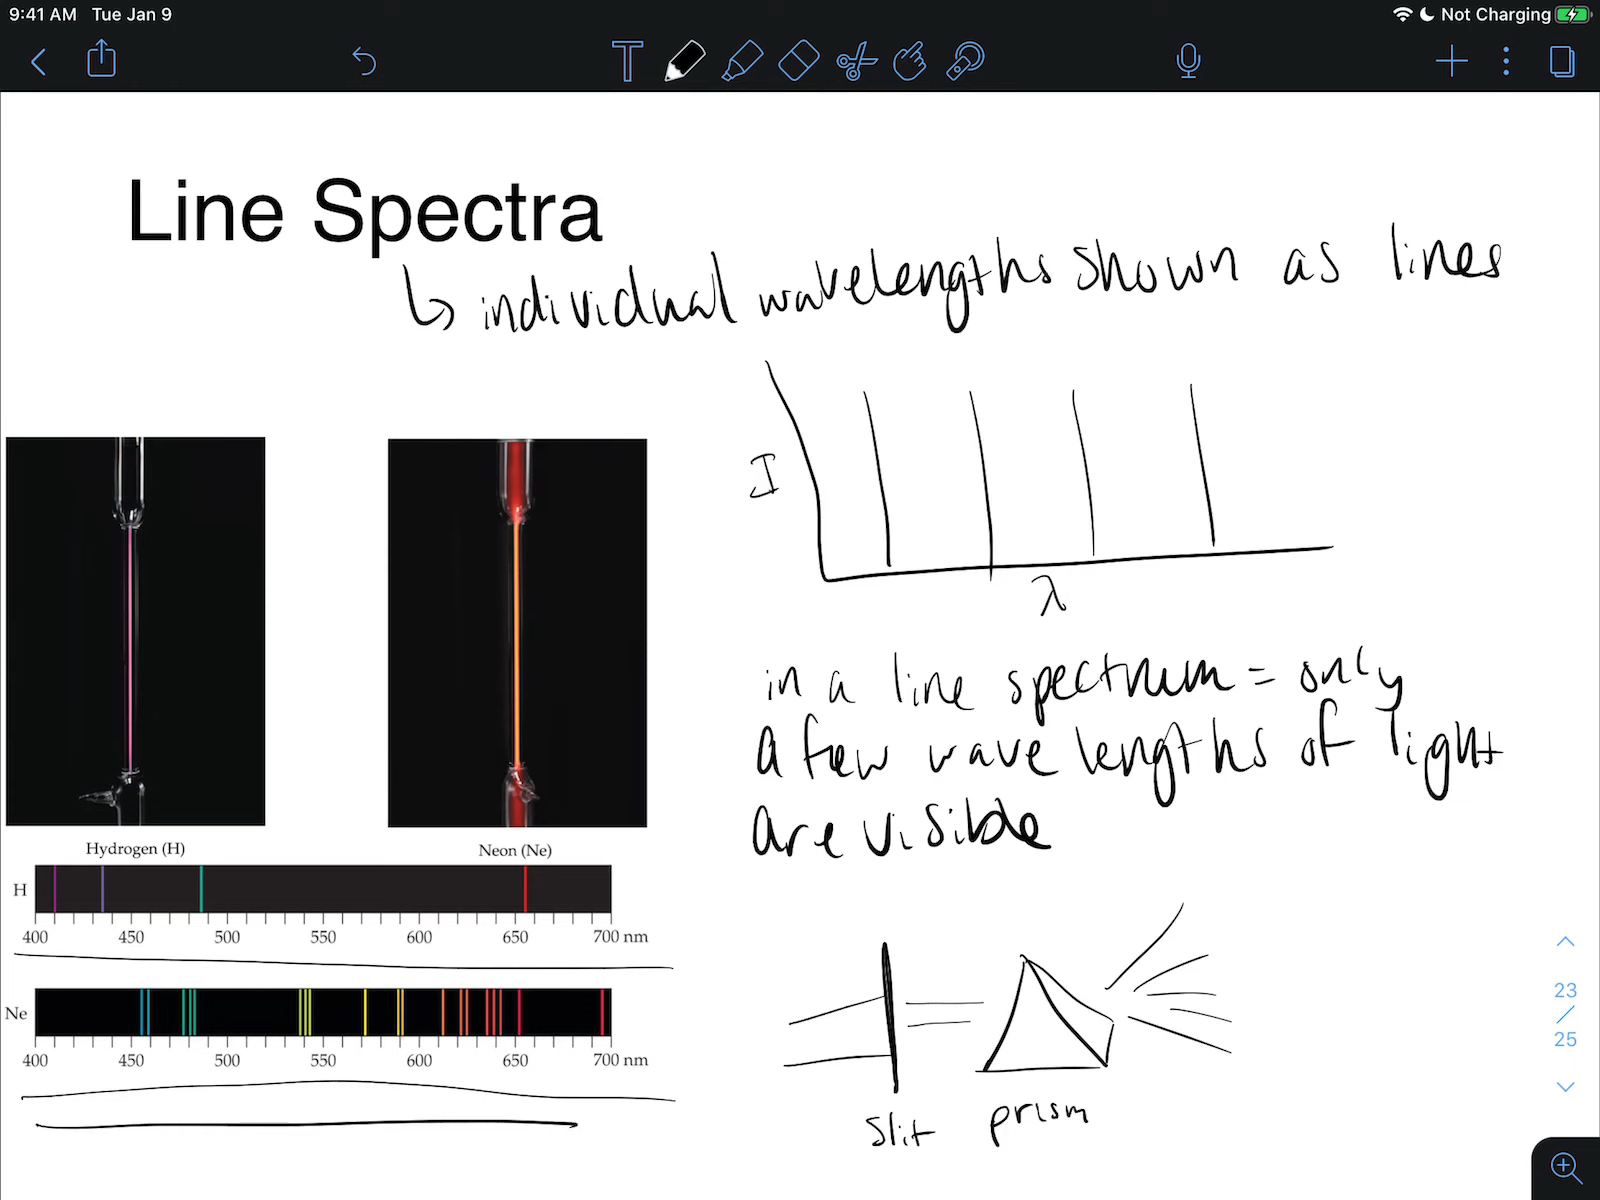 9:41 AM Tue Jan 9
Not Charging
Line Spectra
↳ individual wavelengths shown as lines
I
λ
in a line spectrum = only
a few wave lengths of light
are visible
Hydrogen (H)
Neon (Ne)
H
400 450 500 550 600 650 700 nm
Ne
400 450 500 550 600 650 700 nm
slit prism
23
/
25